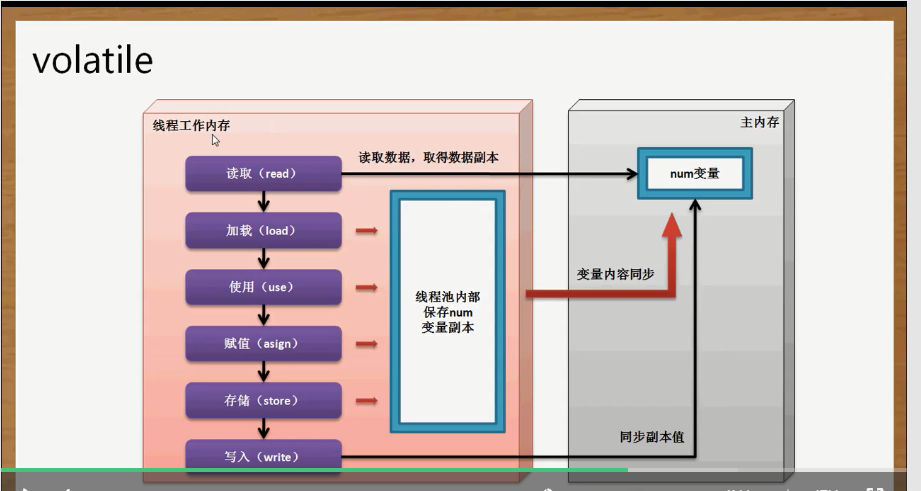 volatile
线程工作内存
主内存
读取（read）
读取数据，取得数据副本
num变量
加载（load）
使用（use）
变量内容同步
线程池内部
保存num
变量副本
赋值（asign）
存储（store）
同步副本值
写入（write）